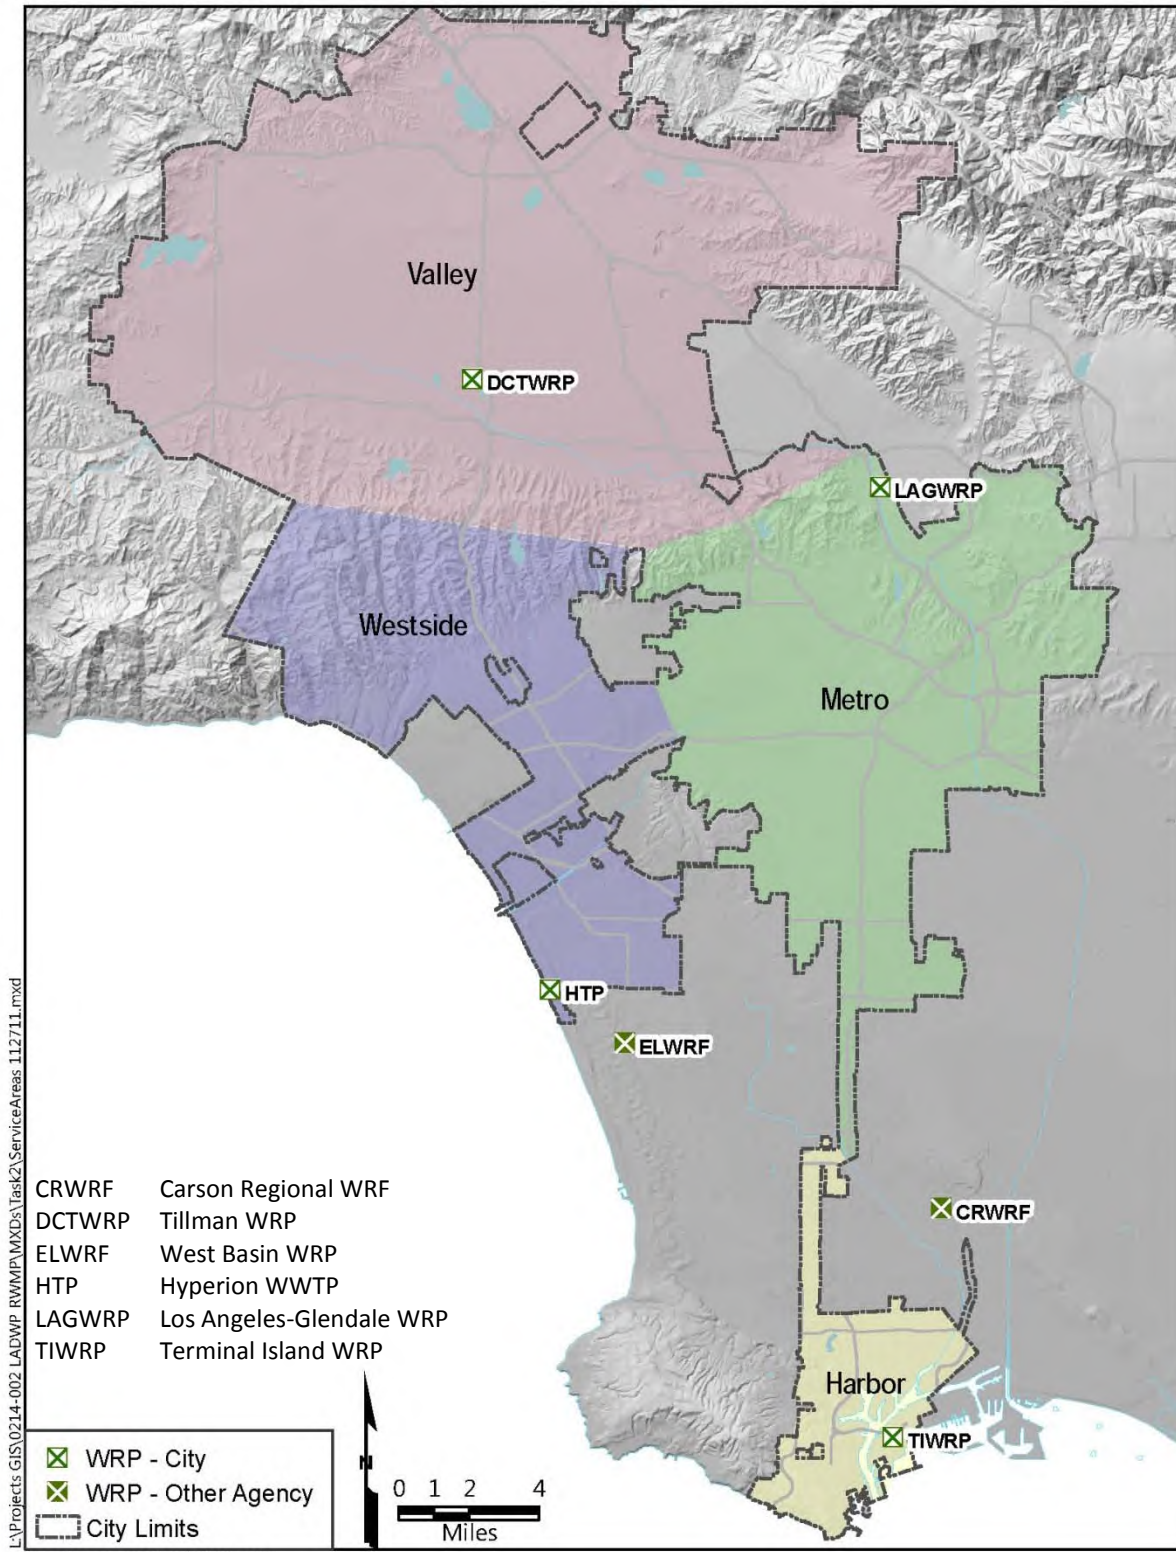 Valley
DCTWRP
LAGWRP
Westside
Metro
HTP
ELWRF
CRWRF
Harbor
TIWRP
CRWRF Carson Regional WRF
DCTWRP Tillman WRP
ELWRF West Basin WRP
HTP Hyperion WWTP
LAGWRP Los Angeles-Glendale WRP
TIWRP Terminal Island WRP
WRP - City
WRP - Other Agency
City Limits
N
0 1 2 4
Miles
L:\Projects GIS\0214-002 LADWP RWMP\MXDs\Task2\ServiceAreas 112711.mxd